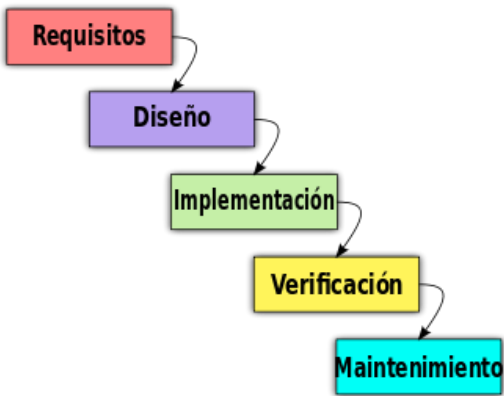 Requisitos
Diseño
Implementación
Verificación
Maintenimiento